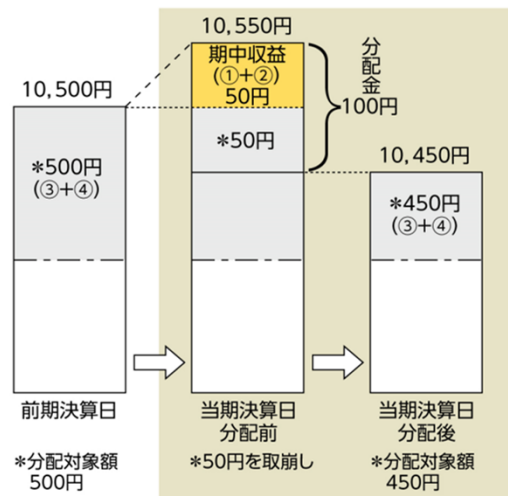 10,500円
*500円
(③+④)
前期決算日
*分配対象額
500円
10,550円
期中収益
(①+②)
50円
*50円
分配金
100円
当期決算日
分配前
*50円を取崩し
10,450円
*450円
(③+④)
当期決算日
分配後
*分配対象額
450円